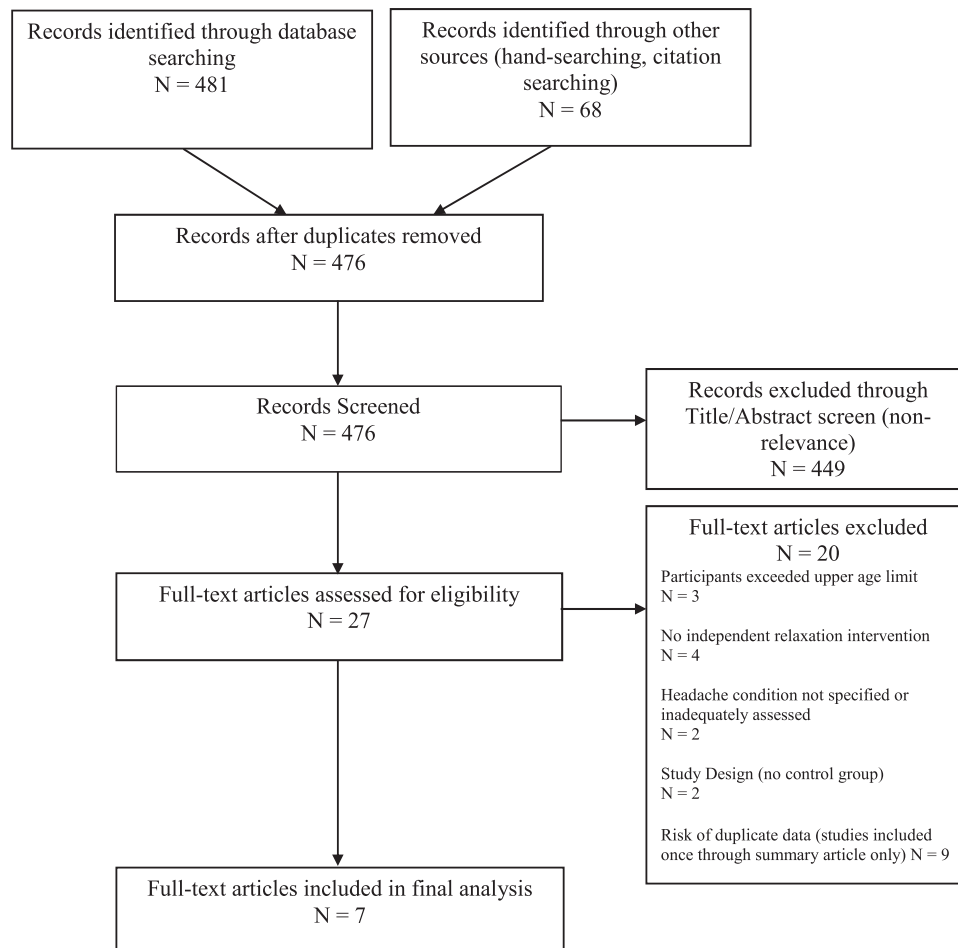 Records identified through database
searching
N = 481
Records identified through other
sources (hand-searching, citation
searching)
N = 68
Records after duplicates removed
N = 476
Records Screened
N = 476
Records excluded through
Title/Abstract screen (non-
relevance)
N = 449
Full-text articles assessed for eligibility
N = 27
Full-text articles excluded
N = 20
Participants exceeded upper age limit
N = 3
No independent relaxation intervention
N = 4
Headache condition not specified or
inadequately assessed
N = 2
Study Design (no control group)
N = 2
Risk of duplicate data (studies included
once through summary article only) N = 9
Full-text articles included in final analysis
N = 7